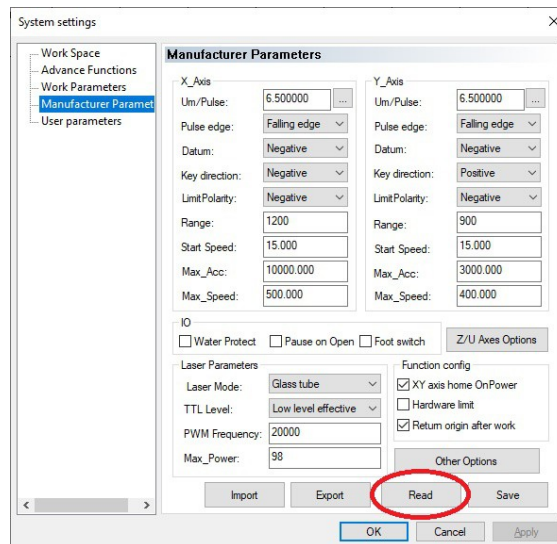 System settings
Work Space
Advance Functions
Work Parameters
Manufacturer Paramet
User parameters
Manufacturer Parameters
X_Axis
Um/Pulse: 6.500000 ...
Pulse edge: Falling edge
Datum: Negative
Key direction: Negative
LimitPolarity: Negative
Range: 1200
Start Speed: 15.000
Max_Acc: 10000.000
Max_Speed: 500.000
Y_Axis
Um/Pulse: 6.500000 ...
Pulse edge: Falling edge
Datum: Negative
Key direction: Positive
LimitPolarity: Negative
Range: 900
Start Speed: 15.000
Max_Acc: 3000.000
Max_Speed: 400.000
IO
Water Protect Pause on Open Foot switch
Z/U Axes Options
Laser Parameters
Laser Mode: Glass tube
TTL Level: Low level effective
PWM Frequency: 20000
Max_Power: 98
Function config
XY axis home OnPower
Hardware limit
Return origin after work
Other Options
Import Export Read Save
OK Cancel Apply